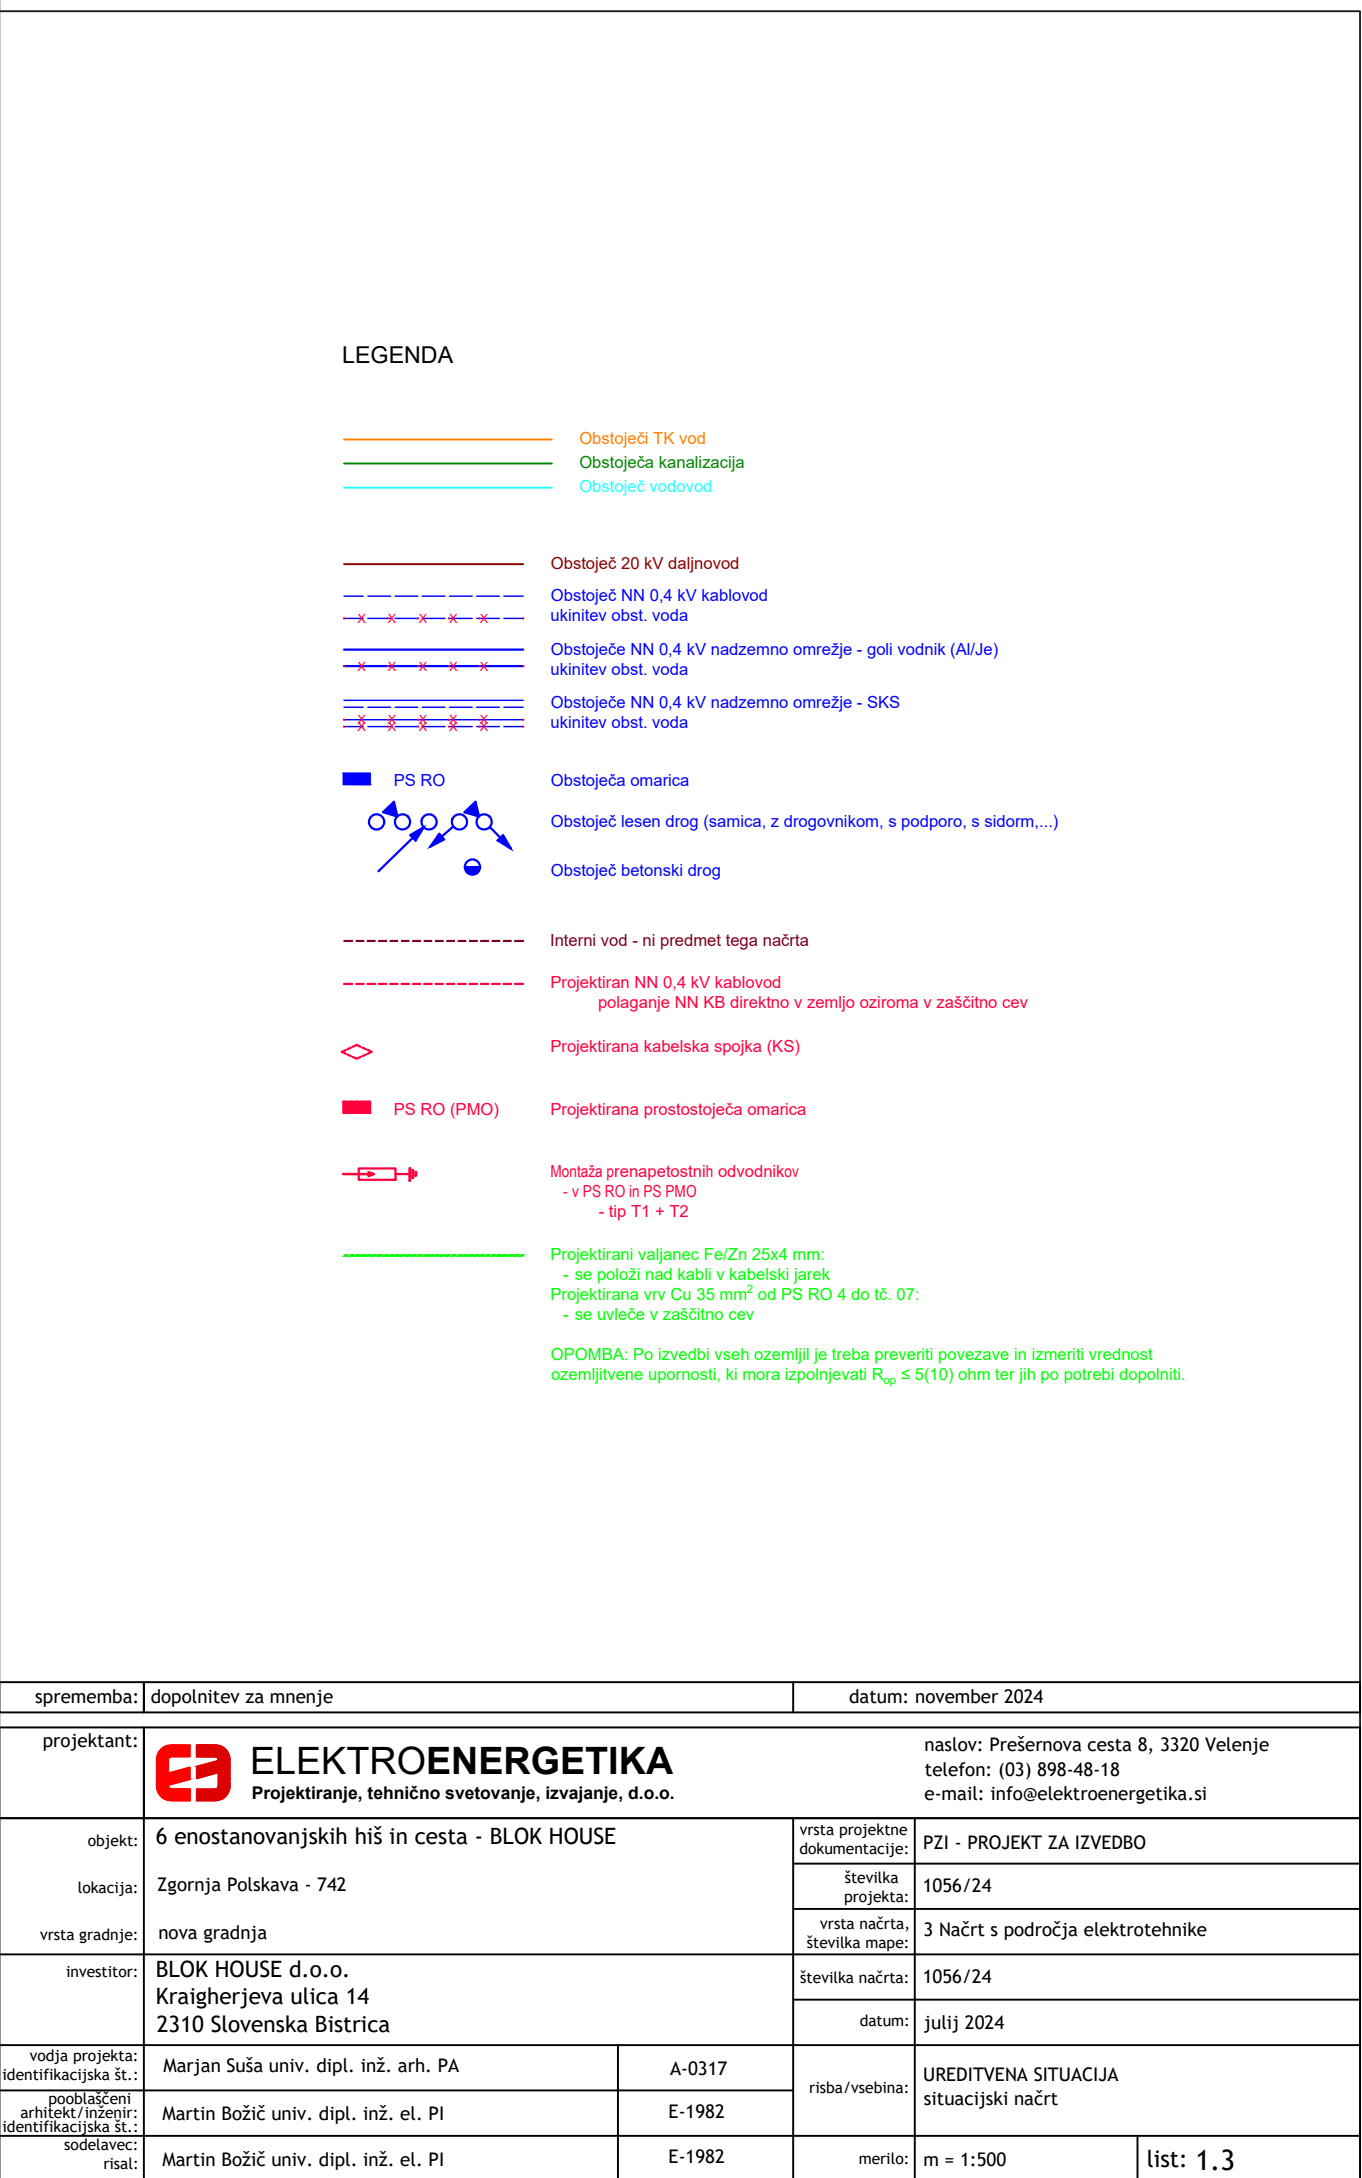 LEGENDA
Obstoječi TK vod
Obstoječa kanalizacija
Obstoječ vodovod
Obstoječ 20 kV daljnovod
Obstoječ NN 0,4 kV kablovod
ukinitev obst. voda
Obstoječe NN 0,4 kV nadzemno omrežje - goli vodnik (Al/Je)
ukinitev obst. voda
Obstoječe NN 0,4 kV nadzemno omrežje - SKS
ukinitev obst. voda
PS RO Obstoječa omarica
Obstoječ lesen drog (samica, z drogovnikom, s podporo, s sidorm,...)
Obstoječ betonski drog
Interni vod - ni predmet tega načrta
Projektiran NN 0,4 kV kablovod
polaganje NN KB direktno v zemljo oziroma v zaščitno cev
Projektirana kabelska spojka (KS)
PS RO (PMO) Projektirana prostostoječa omarica
Montaža prenapetostnih odvodnikov
- v PS RO in PS PMO
- tip T1 + T2
Projektirani valjanec Fe/Zn 25x4 mm:
- se položi nad kabli v kabelski jarek
Projektirana vrv Cu 35 mm² od PS RO 4 do tč. 07:
- se uvleče v zaščitno cev
OPOMBA: Po izvedbi vseh ozemljil je treba preveriti povezave in izmeriti vrednost
ozemljitvene upornosti, ki mora izpolnjevati Rop ≤ 5(10) ohm ter jih po potrebi dopolniti.
sprememba: dopolnitev za mnenje datum: november 2024
projektant:
ELEKTROENERGETIKA
Projektiranje, tehnično svetovanje, izvajanje, d.o.o.
naslov: Prešernova cesta 8, 3320 Velenje
telefon: (03) 898-48-18
e-mail: info@elektroenergetika.si
objekt: 6 enostanovanjskih hiš in cesta - BLOK HOUSE
vrsta projektne
dokumentacije: PZI - PROJEKT ZA IZVEDBO
lokacija: Zgornja Polskava - 742
številka
projekta: 1056/24
vrsta gradnje: nova gradnja
vrsta načrta,
številka mape: 3 Načrt s področja elektrotehnike
investitor: BLOK HOUSE d.o.o.
Kraigherjeva ulica 14
2310 Slovenska Bistrica
številka načrta: 1056/24
datum: julij 2024
vodja projekta:
identifikacijska št.: Marjan Suša univ. dipl. inž. arh. PA A-0317
pooblaščeni
arhitekt/inženir:
identifikacijska št.: Martin Božič univ. dipl. inž. el. PI E-1982
risba/vsebina: UREDITVENA SITUACIJA
situacijski načrt
sodelavec:
risal: Martin Božič univ. dipl. inž. el. PI E-1982
merilo: m = 1:500 list: 1.3